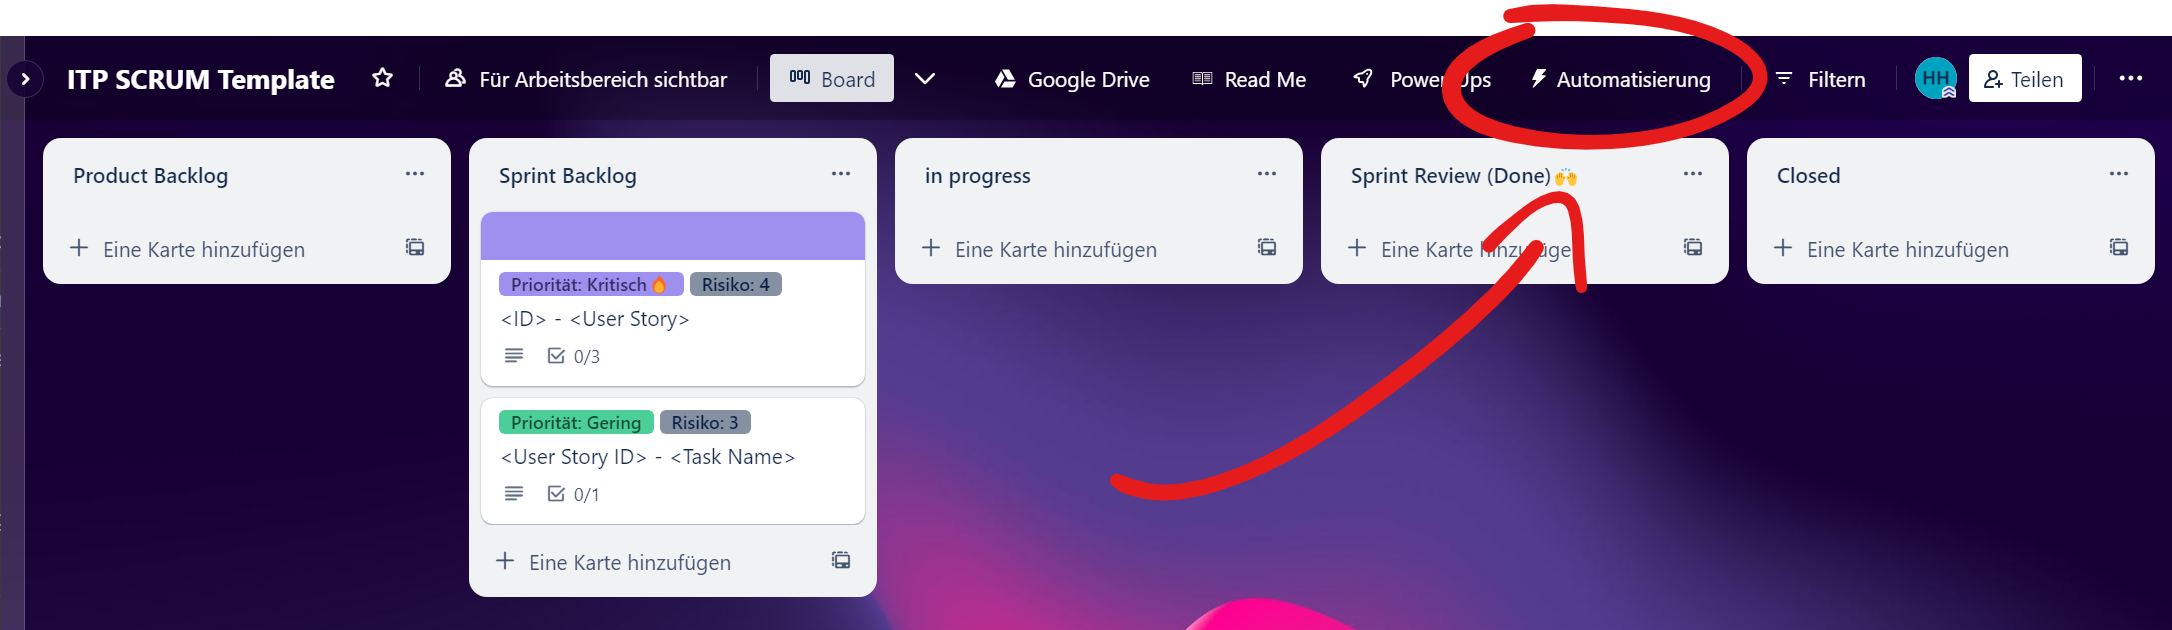 ITP SCRUM Template
Für Arbeitsbereich sichtbar
Board
Google Drive
Read Me
Power-Ups
Automatisierung
Filtern
HH
Teilen
Product Backlog
Eine Karte hinzufügen
Sprint Backlog
Priorität: Kritisch🔥 Risiko: 4
<ID> - <User Story>
0/3
Priorität: Gering Risiko: 3
<User Story ID> - <Task Name>
0/1
Eine Karte hinzufügen
in progress
Eine Karte hinzufügen
Sprint Review (Done)🙌
Eine Karte hinzufügen
Closed
Eine Karte hinzufügen